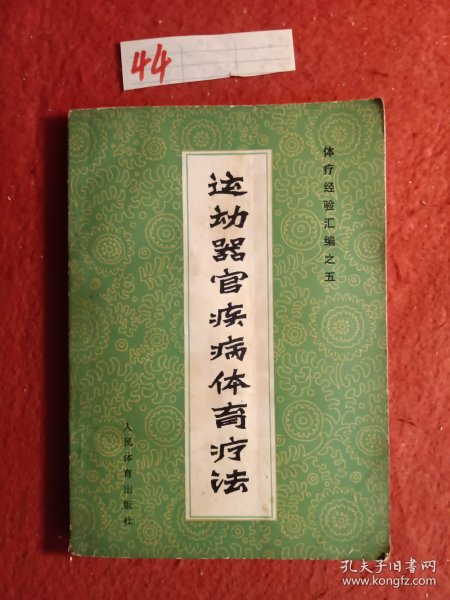 44
体疗经验汇编之五
运动器官疾病体育疗法
人民体育出版社
孔夫子旧书网
www.kongfz.com